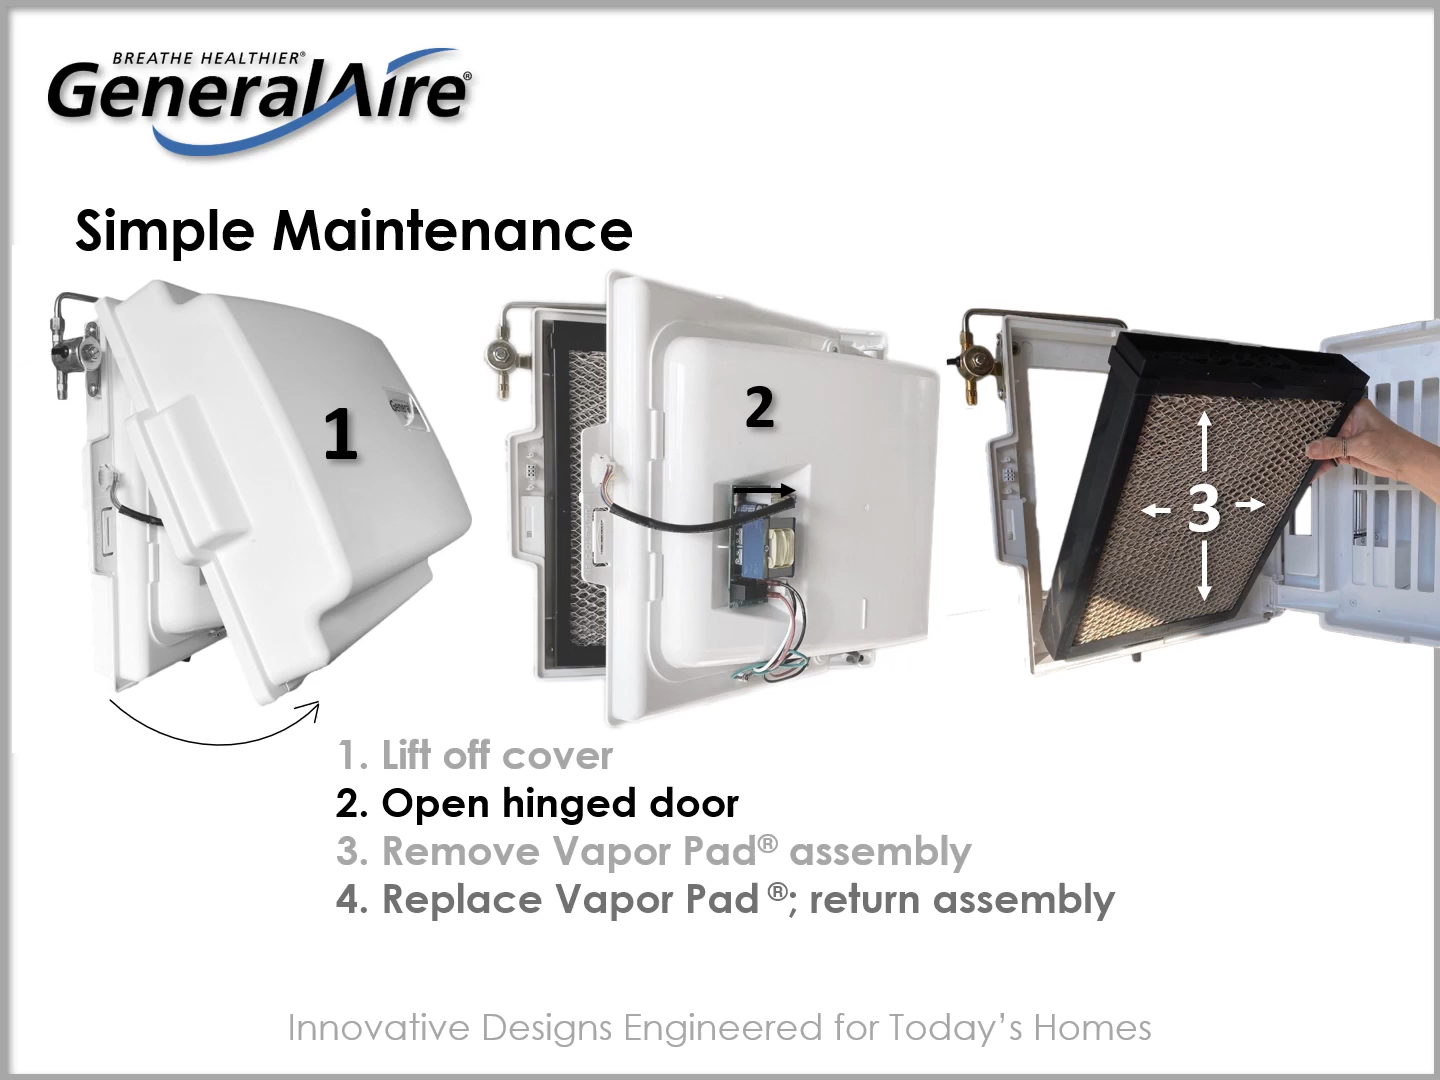 BREATHE HEALTHIER®
GeneralAire®
Simple Maintenance
1
2
3
1. Lift off cover
2. Open hinged door
3. Remove Vapor Pad® assembly
4. Replace Vapor Pad ®; return assembly
Innovative Designs Engineered for Today’s Homes